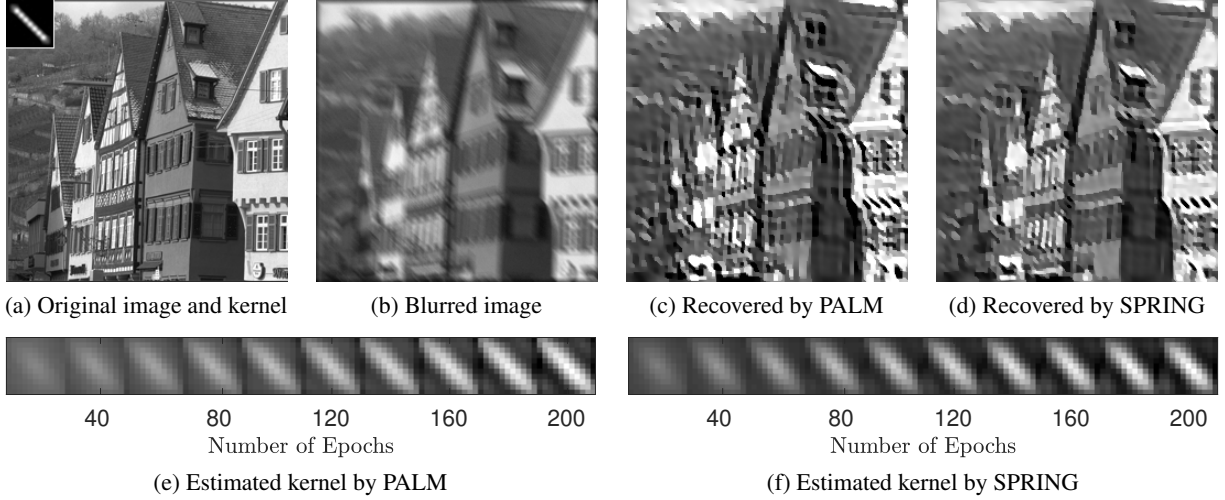 (a) Original image and kernel
(b) Blurred image
(c) Recovered by PALM
(d) Recovered by SPRING
40 80 120 160 200
Number of Epochs
(e) Estimated kernel by PALM
40 80 120 160 200
Number of Epochs
(f) Estimated kernel by SPRING